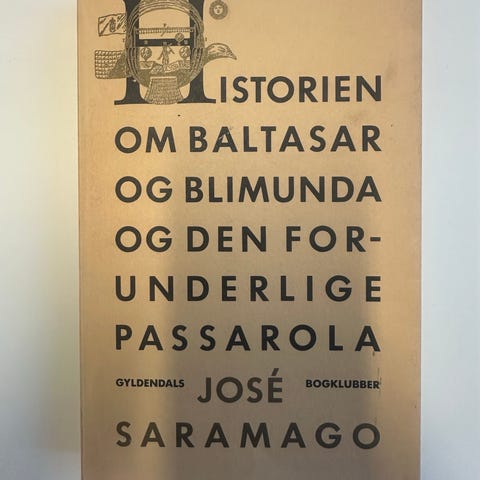 HISTORIEN
OM BALTASAR
OG BLIMUNDA
OG DEN FOR-
UNDERLIGE
PASSAROLA
GYLDENDALS JOSÉ BOGKLUBBER
SARAMAGO